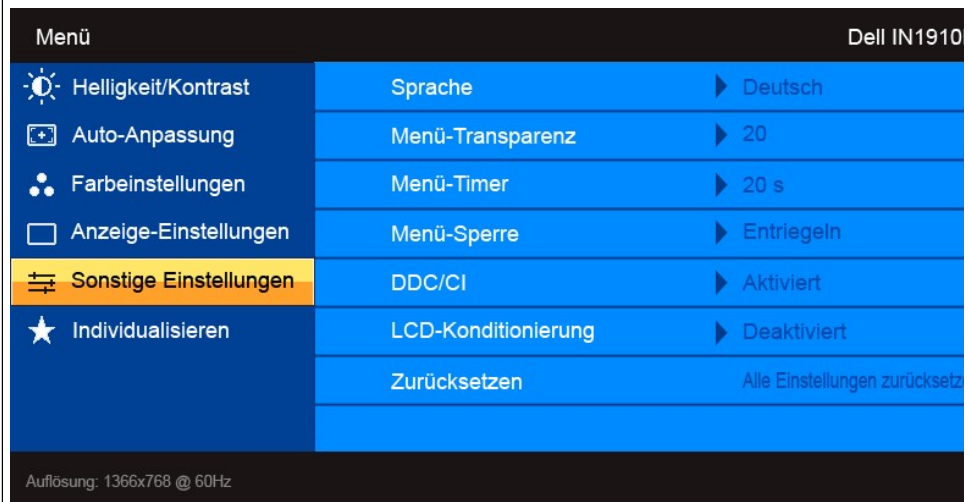 Menü
Dell IN1910
Helligkeit/Kontrast
Auto-Anpassung
Farbeinstellungen
Anzeige-Einstellungen
Sonstige Einstellungen
Individualisieren
Sprache Deutsch
Menü-Transparenz 20
Menü-Timer 20 s
Menü-Sperre Entriegeln
DDC/CI Aktiviert
LCD-Konditionierung Deaktiviert
Zurücksetzen Alle Einstellungen zurücksetz
Auflösung: 1366x768 @ 60Hz